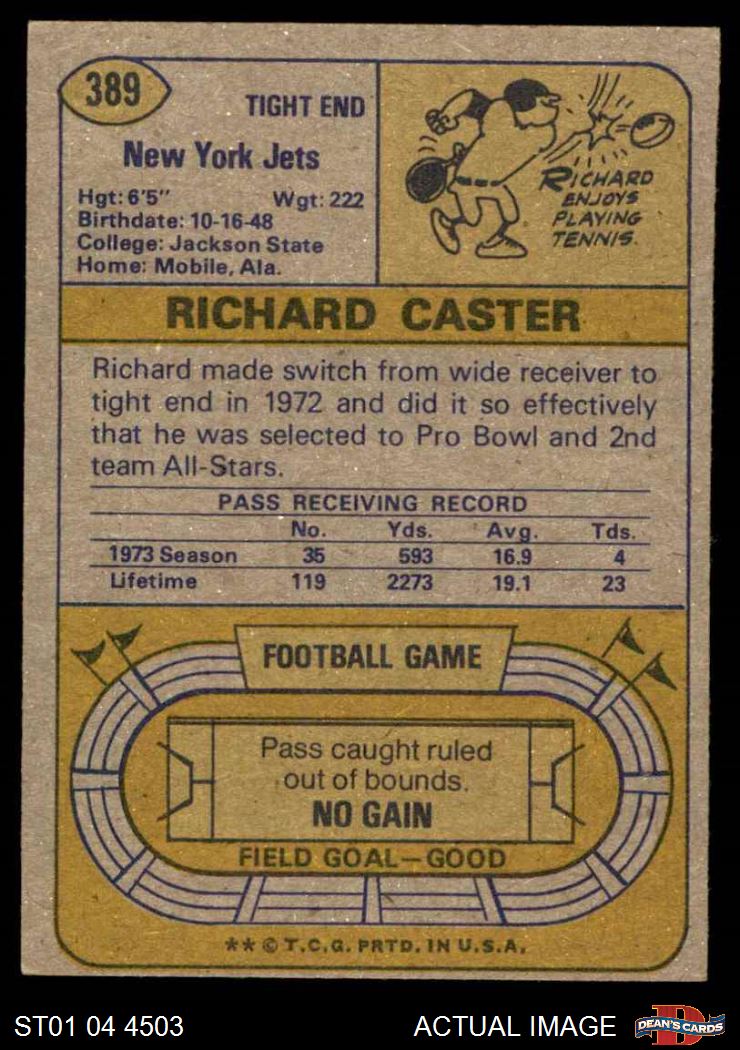 389
TIGHT END
New York Jets
Hgt: 6'5" Wgt: 222
Birthdate: 10-16-48
College: Jackson State
Home: Mobile, Ala.
RICHARD
ENJOYS
PLAYING
TENNIS.
RICHARD CASTER
Richard made switch from wide receiver to
tight end in 1972 and did it so effectively
that he was selected to Pro Bowl and 2nd
team All-Stars.
PASS RECEIVING RECORD
No. Yds. Avg. Tds.
1973 Season 35 593 16.9 4
Lifetime 119 2273 19.1 23
FOOTBALL GAME
Pass caught ruled
out of bounds.
NO GAIN
FIELD GOAL—GOOD
** © T.C.G. PRTD. IN U.S.A.
ST01 04 4503 ACTUAL IMAGE D DEAN'S CARDS